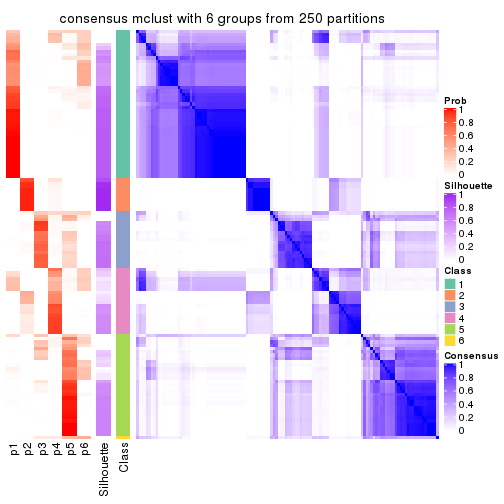 consensus mclust with 6 groups from 250 partitions
Prob
1
0.8
0.6
0.4
0.2
0
Silhouette
1
0.8
0.6
0.4
0.2
0
Class
1
2
3
4
5
6
Consensus
1
0.8
0.6
0.4
0.2
0
p1
p2
p3
p4
p5
p6
Silhouette
Class